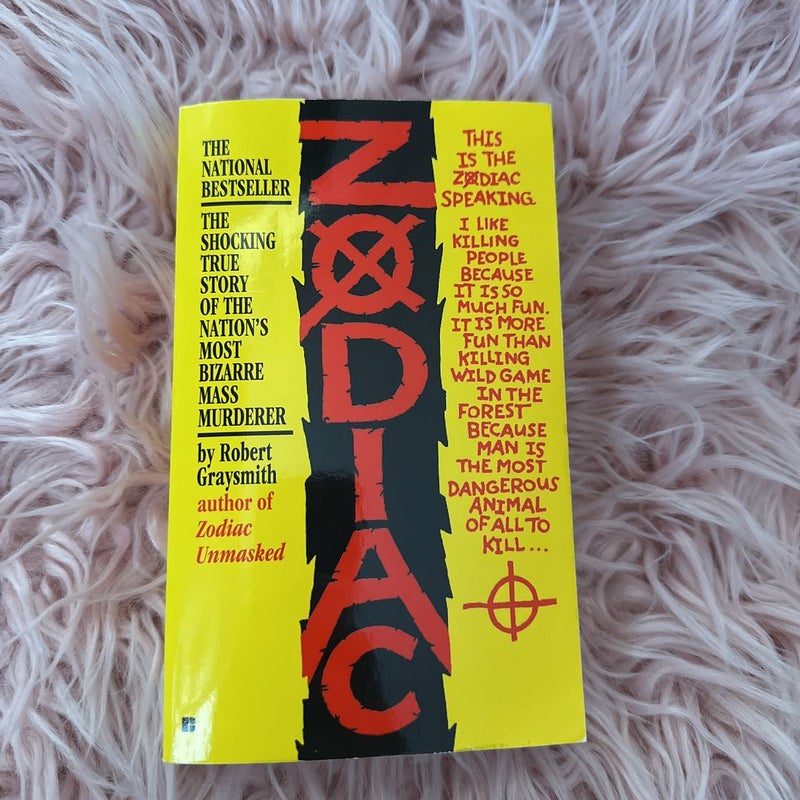 THE
NATIONAL
BESTSELLER
THE
SHOCKING
TRUE
STORY
OF THE
NATION'S
MOST
BIZARRE
MASS
MURDERER
by Robert
Graysmith
author of
Zodiac
Unmasked
ZODIAC
THIS
IS THE
ZODIAC
SPEAKING.
I LIKE
KILLING
PEOPLE
BECAUSE
IT IS SO
MUCH FUN.
IT IS MORE
FUN THAN
KILLING
WILD GAME
IN THE
FOREST
BECAUSE
MAN IS
THE MOST
DANGEROUS
ANIMAL
OF ALL TO
KILL...